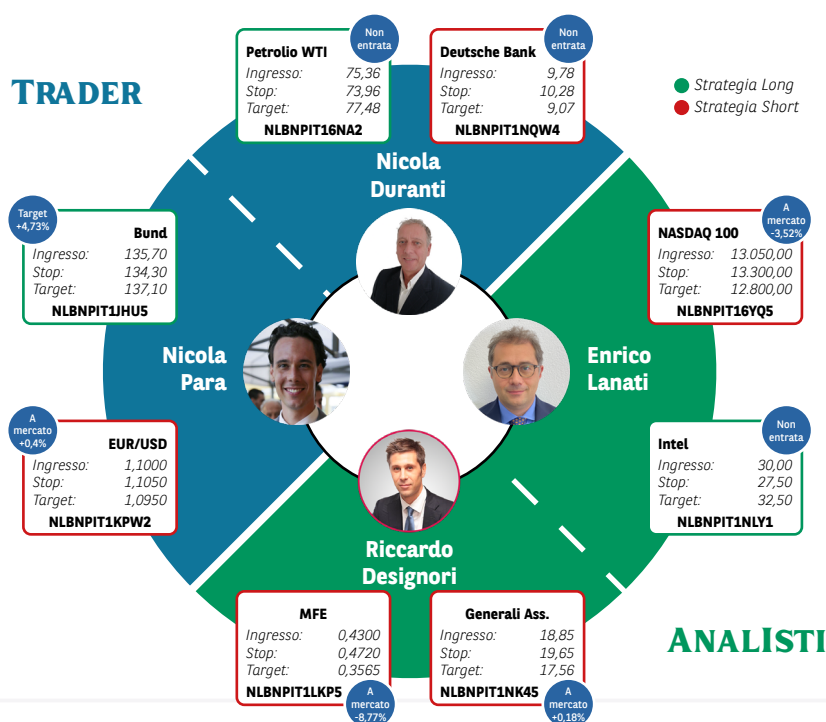 TRADER
Petrolio WTI
Ingresso: 75,36
Stop: 73,96
Target: 77,48
NLBNPIT16NA2
Non
entrata
Deutsche Bank
Ingresso: 9,78
Stop: 10,28
Target: 9,07
NLBNPIT1NQW4
Non
entrata
Strategia Long
Strategia Short
Nicola
Duranti
Target
+4,73%
Bund
Ingresso: 135,70
Stop: 134,30
Target: 137,10
NLBNPIT1JHU5
A
mercato
-3,52%
NASDAQ 100
Ingresso: 13.050,00
Stop: 13.300,00
Target: 12.800,00
NLBNPIT16YQ5
Nicola
Para
Enrico
Lanati
A
mercato
+0,4%
EUR/USD
Ingresso: 1,1000
Stop: 1,1050
Target: 1,0950
NLBNPIT1KPW2
Non
entrata
Intel
Ingresso: 30,00
Stop: 27,50
Target: 32,50
NLBNPIT1NLY1
Riccardo
Designori
MFE
Ingresso: 0,4300
Stop: 0,4720
Target: 0,3565
NLBNPIT1LKP5
A
mercato
-8,77%
Generali Ass.
Ingresso: 18,85
Stop: 19,65
Target: 17,56
NLBNPIT1NK45
A
mercato
+0,18%
ANALISTI